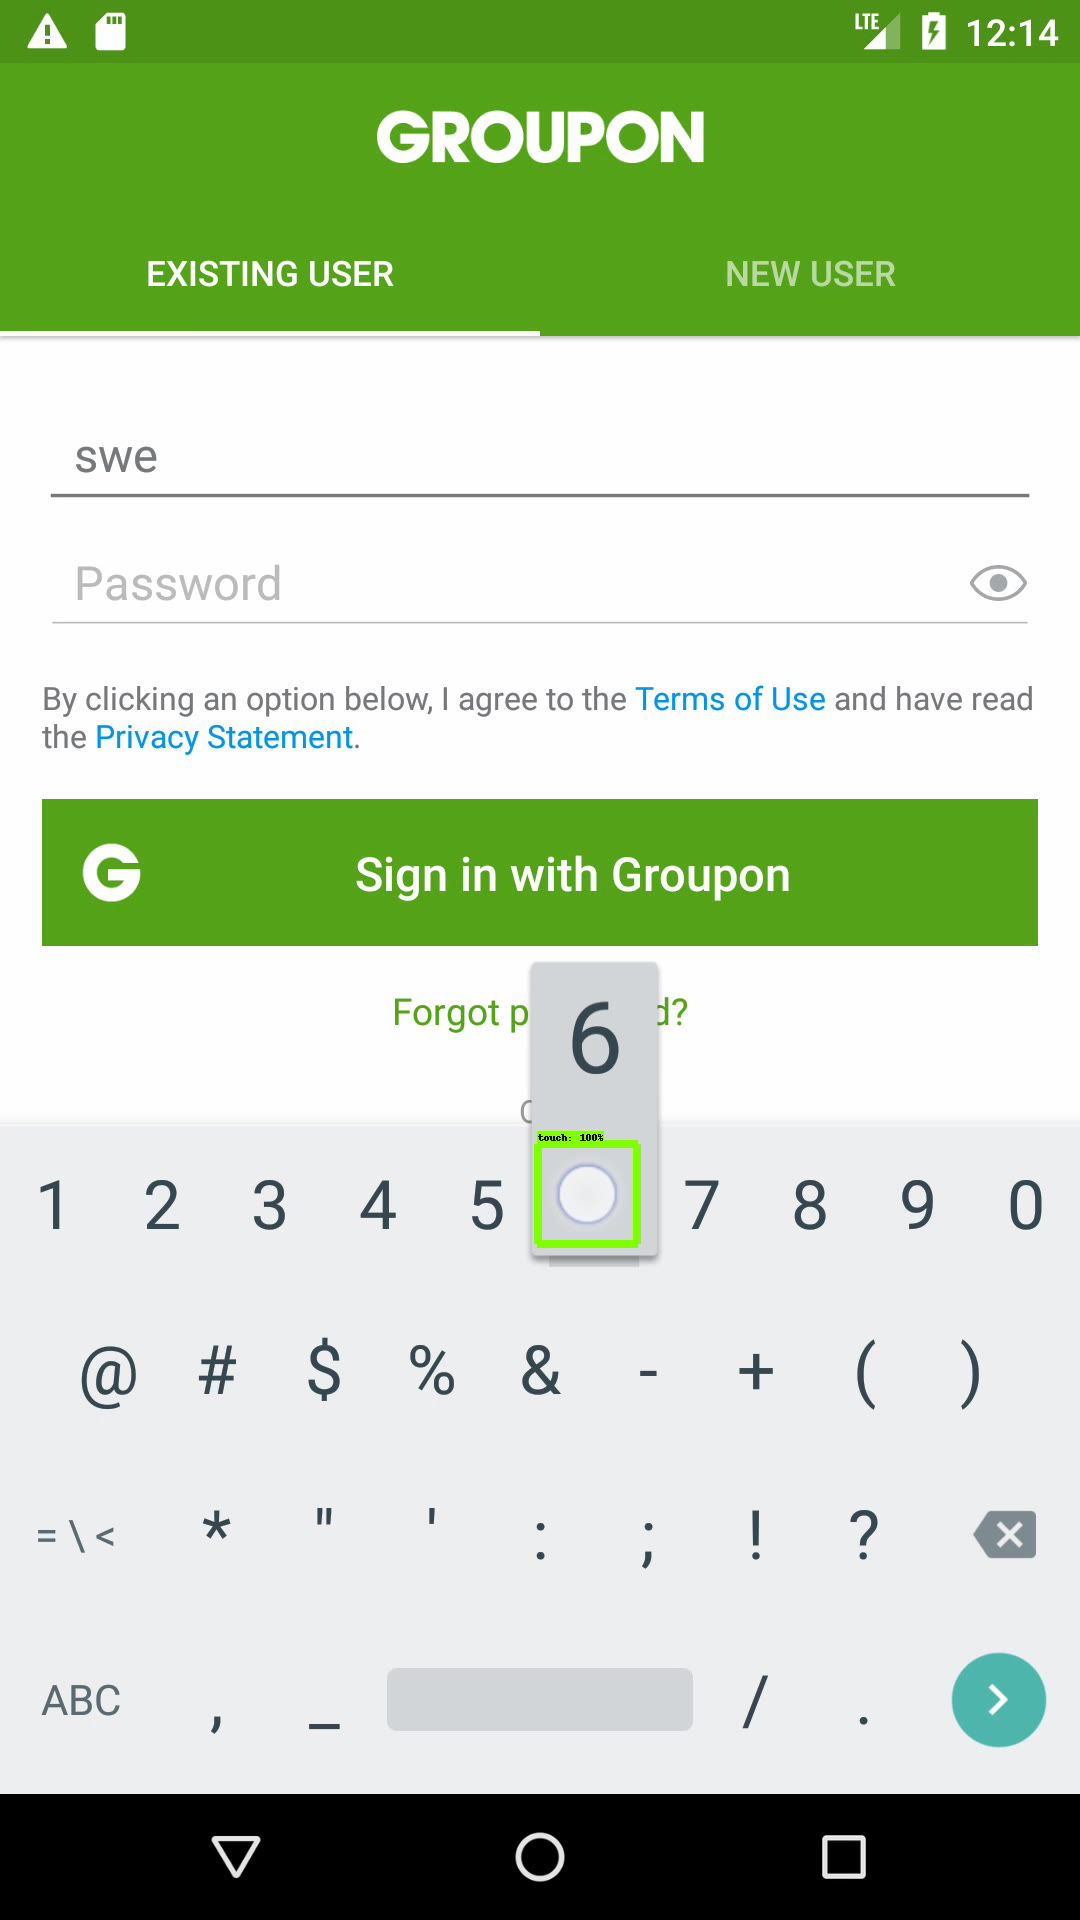 LTE 12:14
GROUPON
EXISTING USER NEW USER
swe
Password
By clicking an option below, I agree to the Terms of Use and have read
the Privacy Statement.
G Sign in with Groupon
6
Forgot p d?
touch: 100%
1 2 3 4 5 7 8 9 0
@ # $ % & - + ( )
= \ < * " ' : ; ! ?
ABC , _ / .